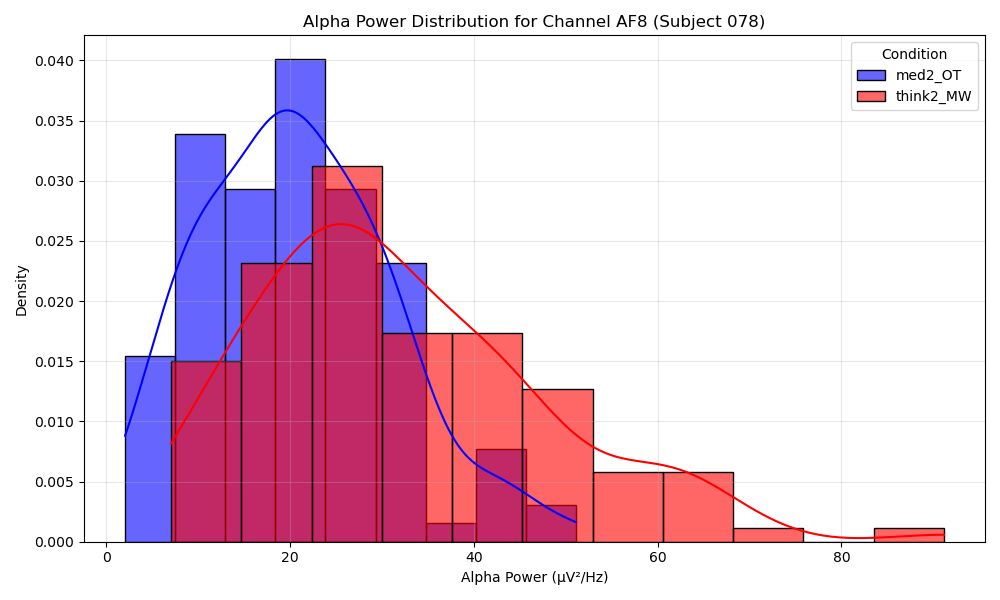 Alpha Power Distribution for Channel AF8 (Subject 078)
Condition
med2_OT
think2_MW
0.040
0.035
0.030
0.025
0.020
0.015
0.010
0.005
0.000
Density
0 20 40 60 80
Alpha Power (µV²/Hz)